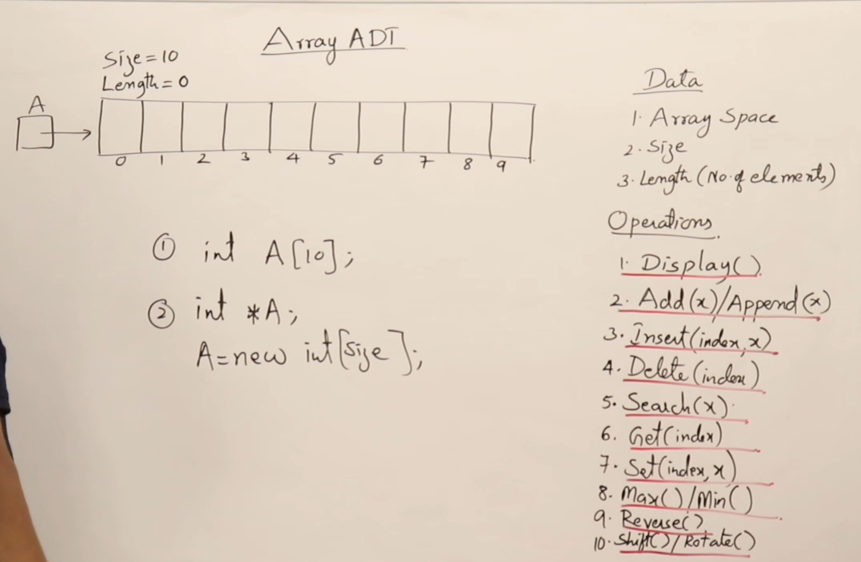 Array ADT
Size=10
Length=0
A
0 1 2 3 4 5 6 7 8 9
① int A[10];
② int *A;
A=new int[Size];
Data
1. Array Space
2. Size
3. Length (No. of elements)
Operations
1. Display()
2. Add(x)/Append(x)
3. Insert(index,x)
4. Delete(index)
5. Search(x)
6. Get(index)
7. Set(index,x)
8. Max()/Min()
9. Reverse()
10. Shift()/Rotate()